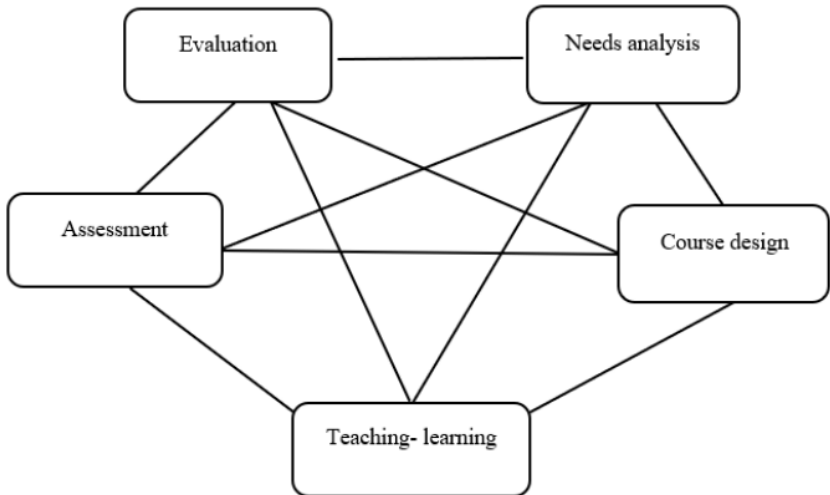 Evaluation
Needs analysis
Assessment
Course design
Teaching- learning